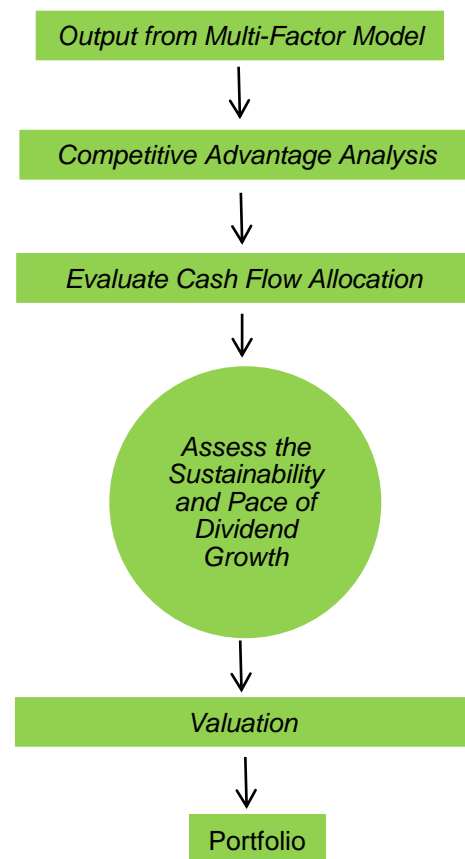 Output from Multi-Factor Model
Competitive Advantage Analysis
Evaluate Cash Flow Allocation
Assess the
Sustainability
and Pace of
Dividend
Growth
Valuation
Portfolio